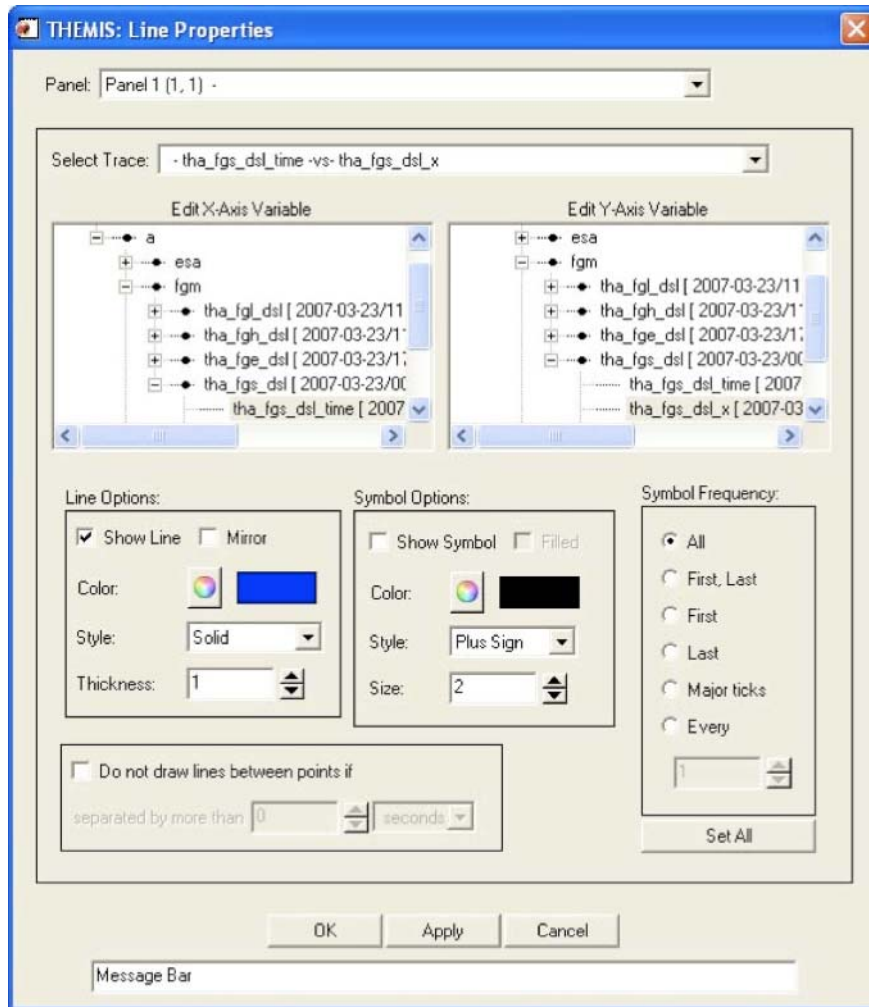 THEMIS: Line Properties
Panel: Panel 1 (1, 1) -
Select Trace: - tha_fgs_dsl_time -vs- tha_fgs_dsl_x
Edit X-Axis Variable
a
esa
fgm
tha_fgl_dsl [ 2007-03-23/11
tha_fgh_dsl [ 2007-03-23/1
tha_fge_dsl [ 2007-03-23/1
tha_fgs_dsl [ 2007-03-23/00
tha_fgs_dsl_time [ 2007
Edit Y-Axis Variable
esa
fgm
tha_fgl_dsl [ 2007-03-23/11
tha_fgh_dsl [ 2007-03-23/1
tha_fge_dsl [ 2007-03-23/1
tha_fgs_dsl [ 2007-03-23/00
tha_fgs_dsl_time [ 2007
tha_fgs_dsl_x [ 2007-03
Line Options:
Show Line Mirror
Color:
Style: Solid
Thickness: 1
Symbol Options:
Show Symbol Filled
Color:
Style: Plus Sign
Size: 2
Symbol Frequency:
All
First, Last
First
Last
Major ticks
Every
1
Do not draw lines between points if
separated by more than 0 seconds
Set All
OK Apply Cancel
Message Bar